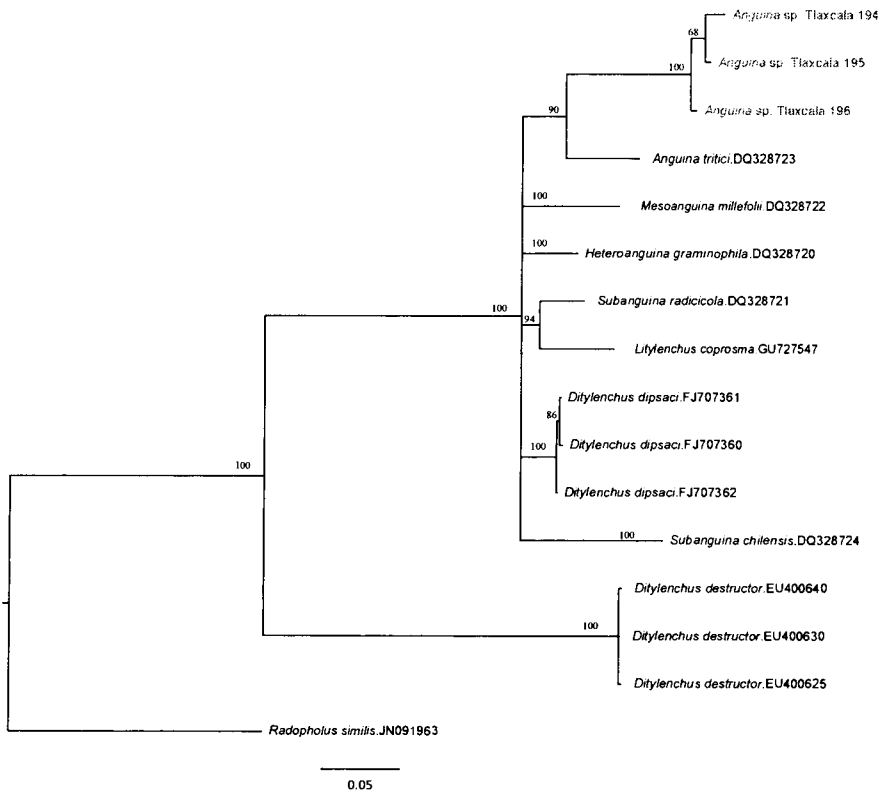 Anguina sp. Tlaxcala 194
68
Anguina sp. Tlaxcala 195
100
Anguina sp. Tlaxcala 196
90
Anguina tritici.DQ328723
100
Mesoanguina millefolii.DQ328722
100
Heteroanguina graminophila.DQ328720
Subanguina radicicola.DQ328721
100
94
Litylenchus coprosma.GU727547
Ditylenchus dipsaci.FJ707361
86
100
Ditylenchus dipsaci.FJ707360
100
Ditylenchus dipsaci.FJ707362
100
Subanguina chilensis.DQ328724
Ditylenchus destructor.EU400640
100
Ditylenchus destructor.EU400630
Ditylenchus destructor.EU400625
Radopholus similis.JN091963
0.05